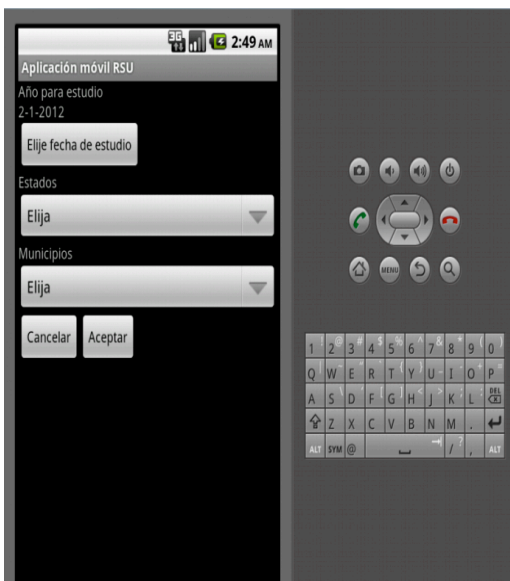 3G 2:49 AM
Aplicación móvil RSU
Año para estudio
2-1-2012
Elije fecha de estudio
Estados
Elija
Municipios
Elija
Cancelar Aceptar
MENU
1 ! 2 @ 3 # 4 $ 5 % 6 ^ 7 & 8 * 9 ( 0 )
Q W E R T Y U I O P
A S D F G H J K L DEL
Z X C V B N M .
ALT SYM @ / ? , ALT